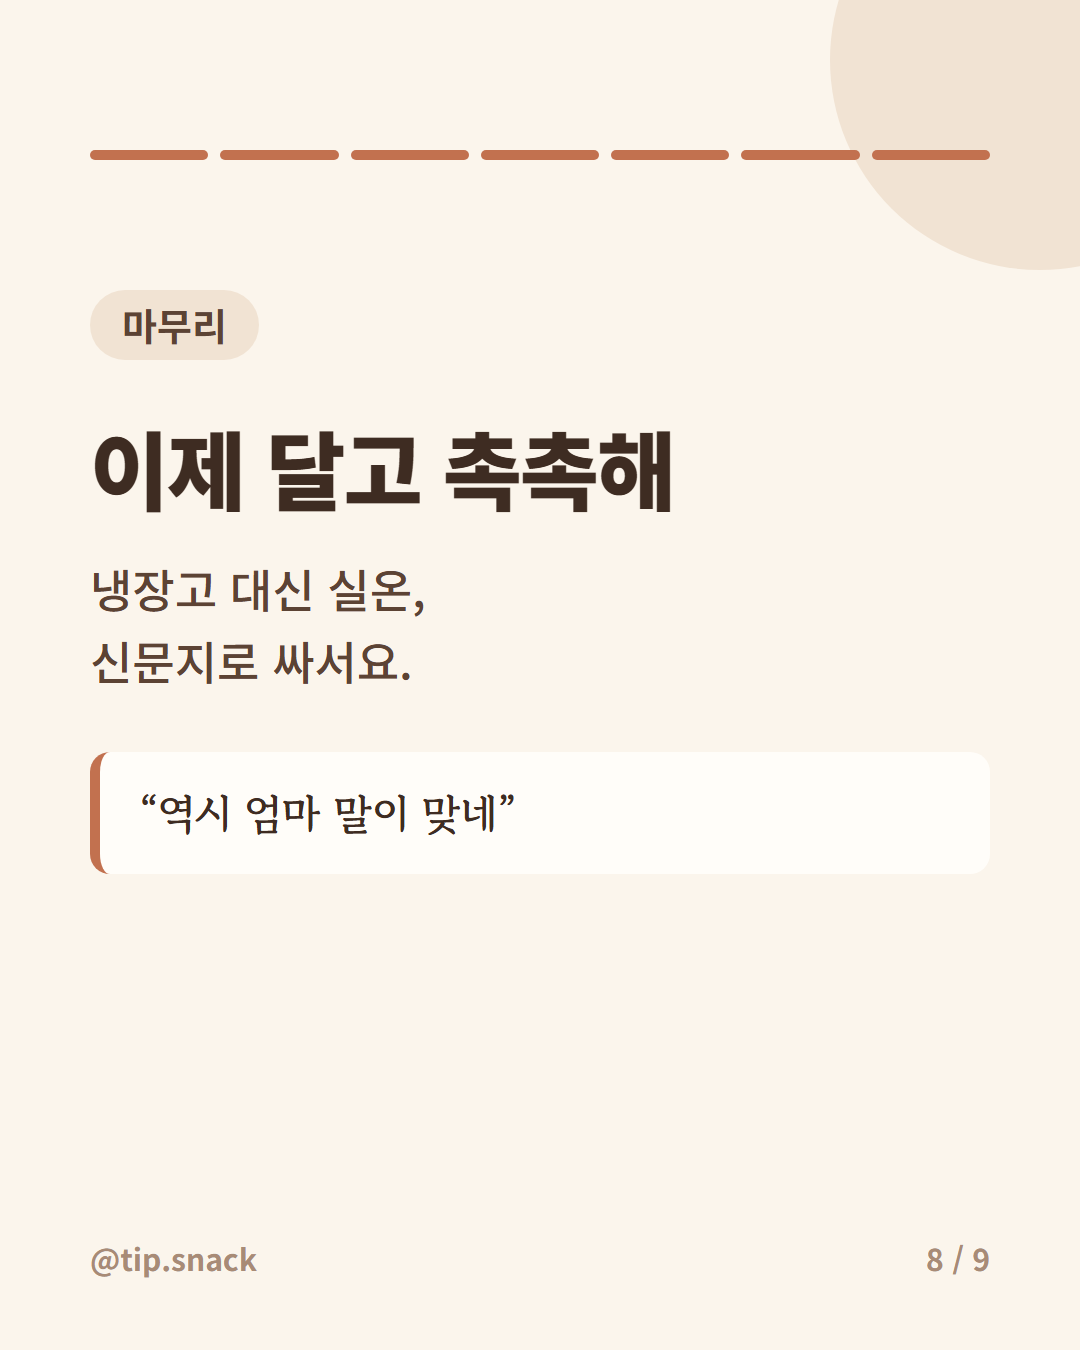 마무리
이제 달고 촉촉해
냉장고 대신 실온,
신문지로 싸서요.
“역시 엄마 말이 맞네”
@tip.snack
8 / 9